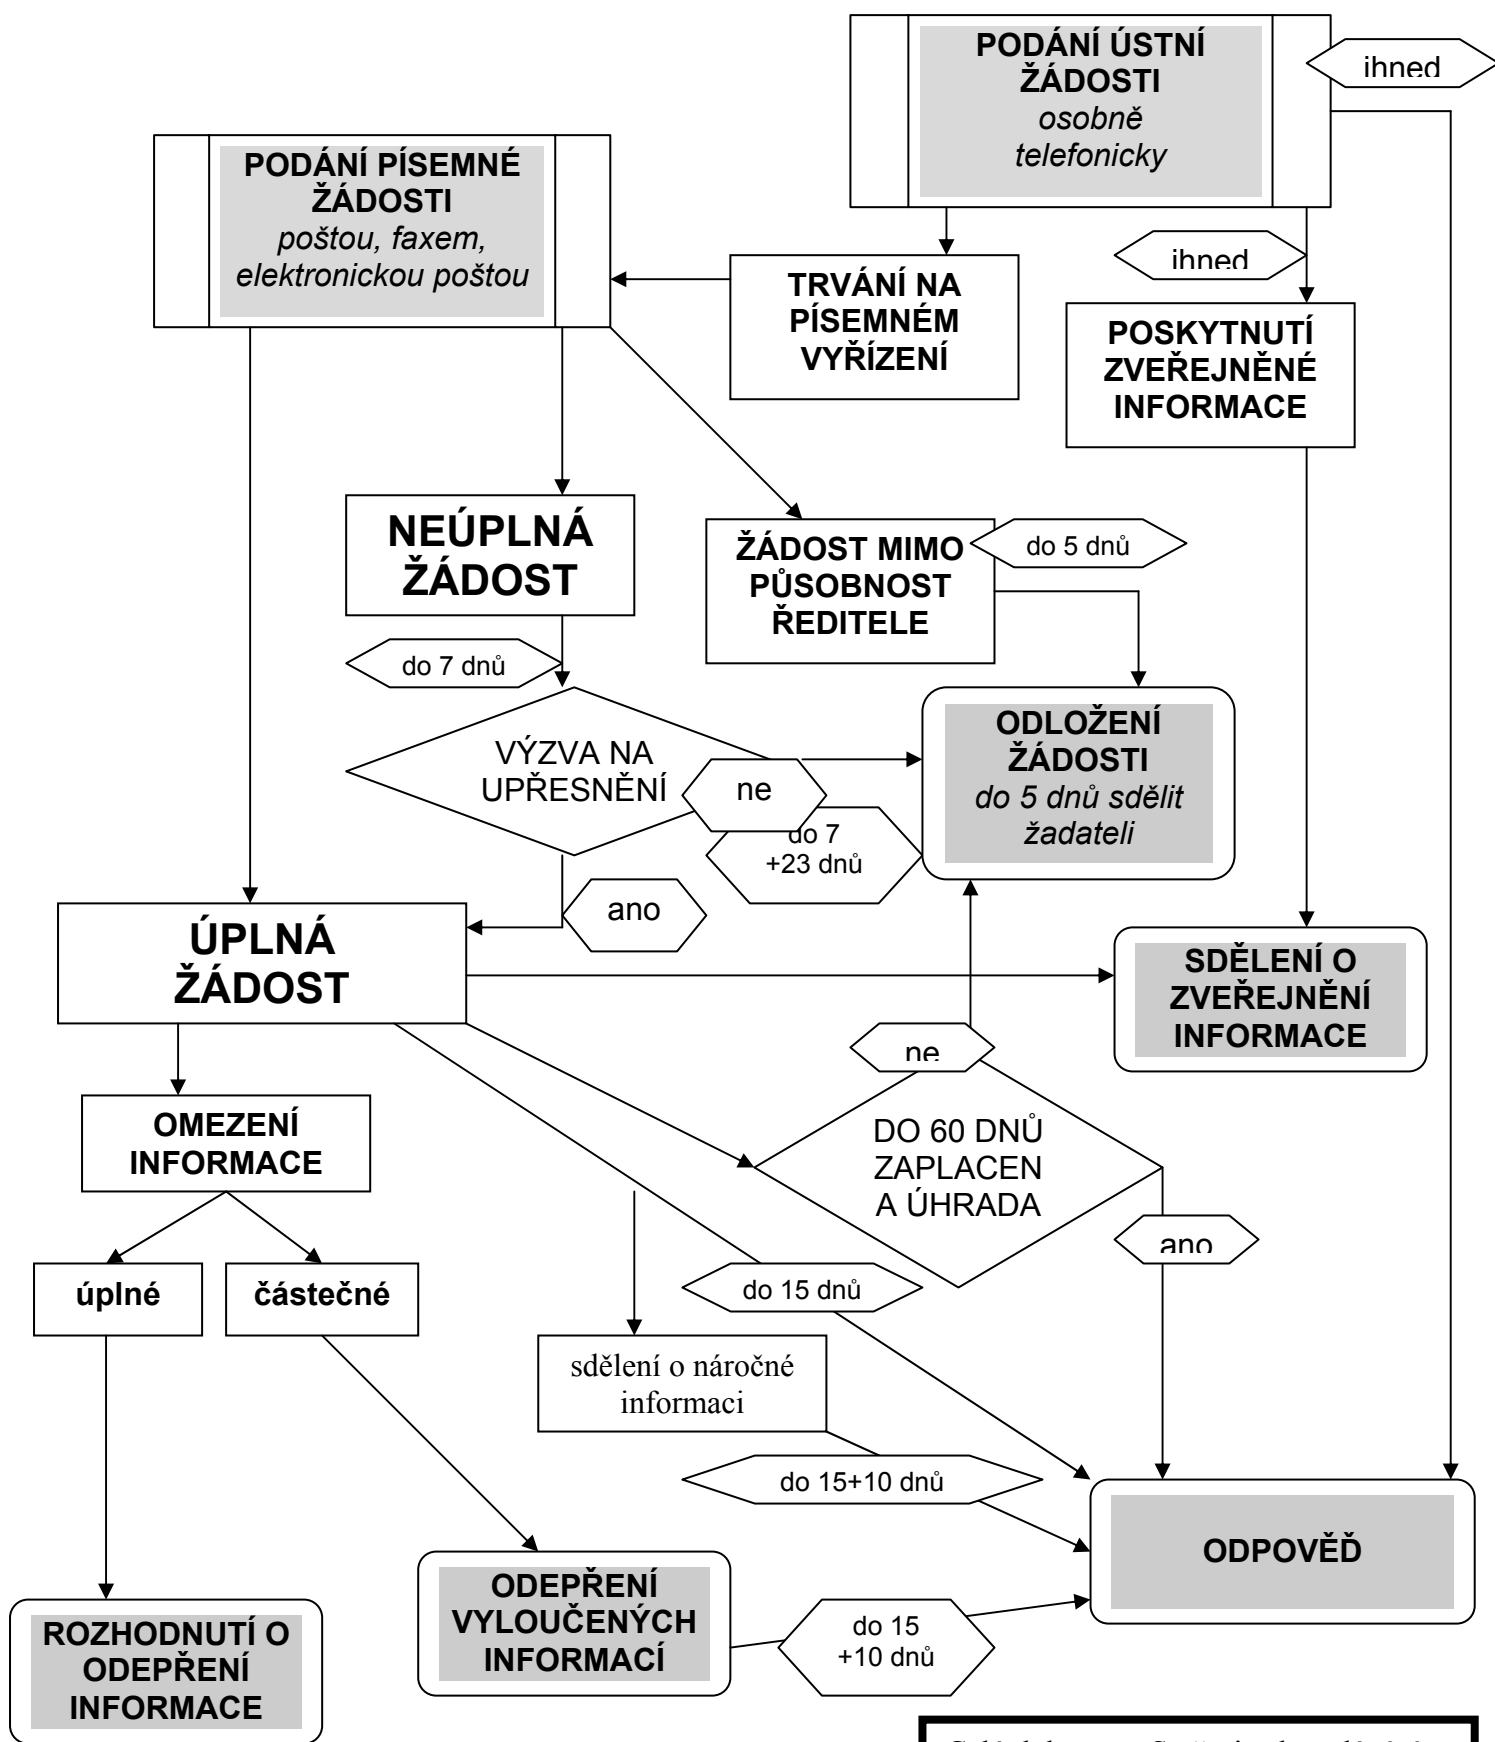 PODÁNÍ ÚSTNÍ
ŽÁDOSTI
osobně
telefonicky
ihned
PODÁNÍ PÍSEMNÉ
ŽÁDOSTI
poštou, faxem,
elektronickou poštou
ihned
TRVÁNÍ NA
PÍSEMNÉM
VYŘÍZENÍ
POSKYTNUTÍ
ZVEŘEJNĚNÉ
INFORMACE
NEÚPLNÁ
ŽÁDOST
ŽÁDOST MIMO
PŮSOBNOST
ŘEDITELE
do 5 dnů
do 7 dnů
VÝZVA NA
UPŘESNĚNÍ
ne
do 7
+23 dnů
ODLOŽENÍ
ŽÁDOSTI
do 5 dnů sdělit
žadateli
ano
ÚPLNÁ
ŽÁDOST
SDĚLENÍ O
ZVEŘEJNĚNÍ
INFORMACE
ne
OMEZENÍ
INFORMACE
DO 60 DNŮ
ZAPLACEN
A ÚHRADA
ano
úplné
částečné
do 15 dnů
sdělení o náročné
informaci
do 15+10 dnů
ODPOVĚĎ
ODEPŘENÍ
VYLOUČENÝCH
INFORMACÍ
do 15
+10 dnů
ROZHODNUTÍ O
ODEPŘENÍ
INFORMACE